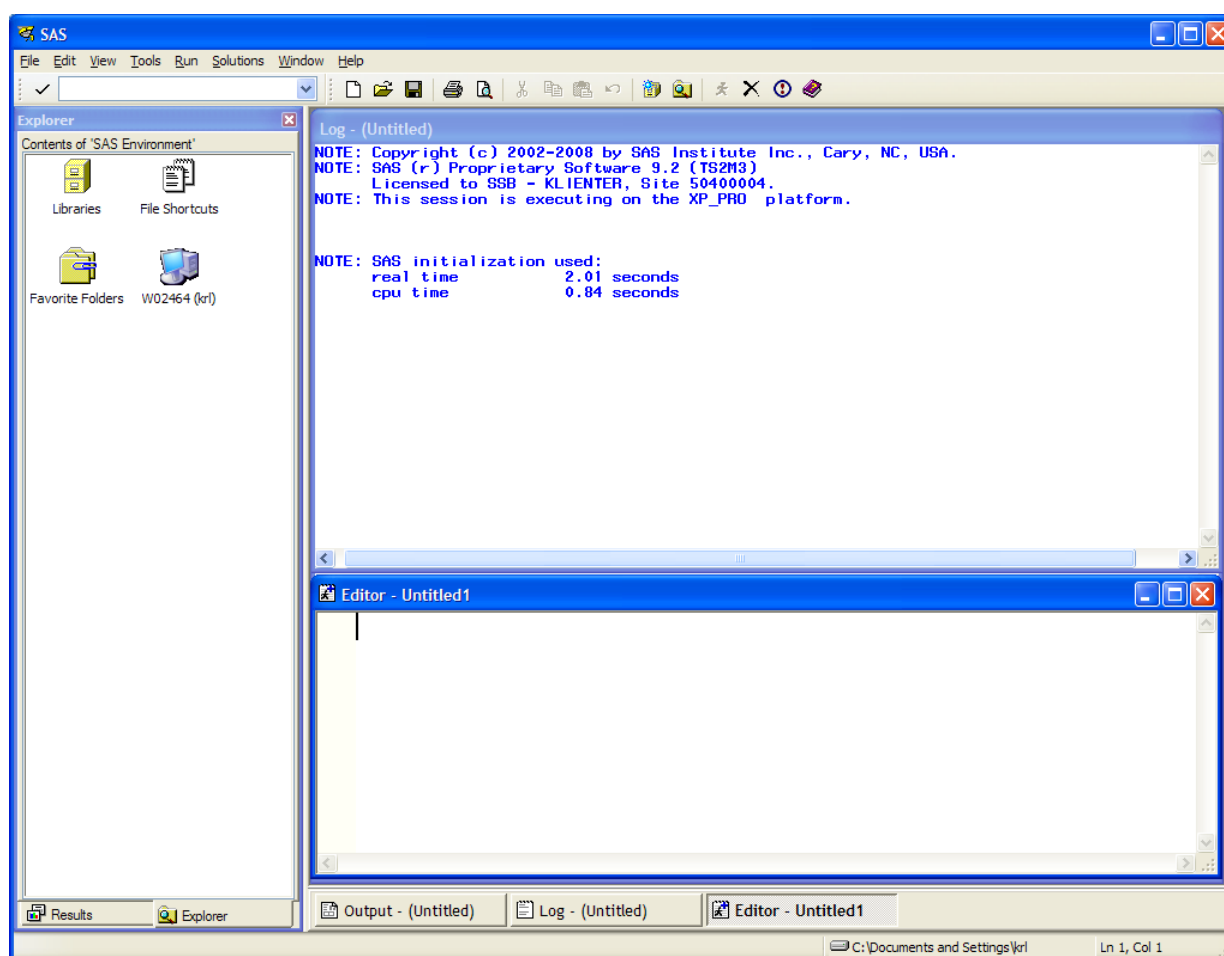 SAS
File Edit View Tools Run Solutions Window Help
Explorer
Contents of 'SAS Environment'
Libraries File Shortcuts
Favorite Folders W02464 (krl)
Log - (Untitled)
NOTE: Copyright (c) 2002-2008 by SAS Institute Inc., Cary, NC, USA.
NOTE: SAS (r) Proprietary Software 9.2 (TS2M3)
Licensed to SSB - KLIENTER, Site 50400004.
NOTE: This session is executing on the XP_PRO platform.
NOTE: SAS initialization used:
real time 2.01 seconds
cpu time 0.84 seconds
Editor - Untitled1
Results Explorer
Output - (Untitled) Log - (Untitled) Editor - Untitled1
C:\Documents and Settings\krl Ln 1, Col 1